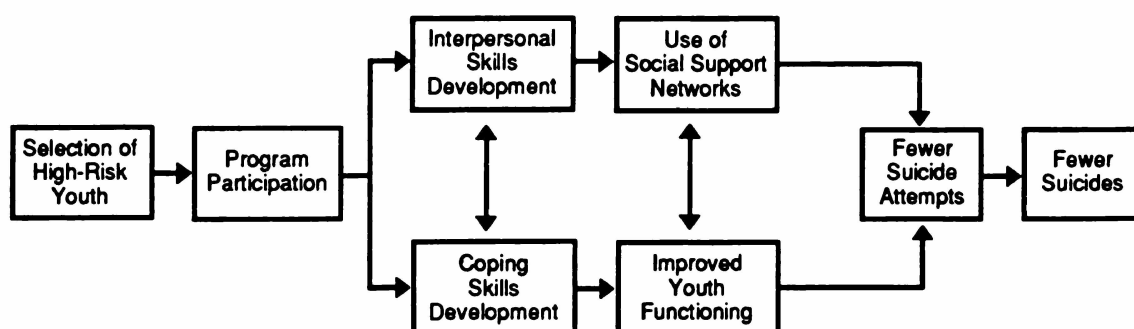 Selection of
High-Risk
Youth
Program
Participation
Interpersonal
Skills
Development
Use of
Social Support
Networks
Coping
Skills
Development
Improved
Youth
Functioning
Fewer
Suicide
Attempts
Fewer
Suicides